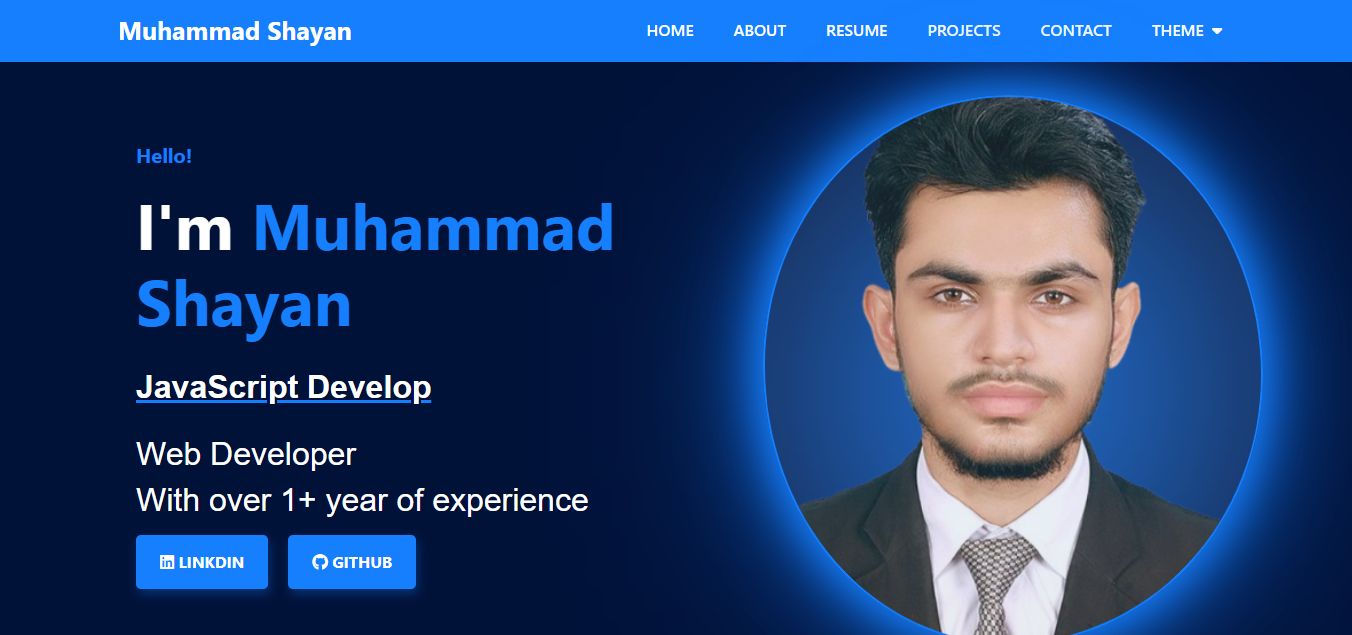 Muhammad Shayan HOME ABOUT RESUME PROJECTS CONTACT THEME
Hello!
I'm Muhammad
Shayan
JavaScript Develop
Web Developer
With over 1+ year of experience
LINKDIN GITHUB